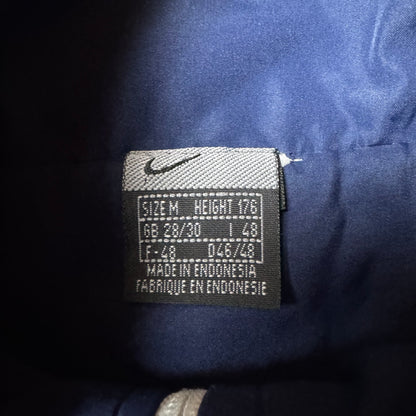 SIZE M HEIGHT 176
GB 28/30 I 48
F-48 D46/48
MADE IN ENDONESIA
FABRIQUE EN ENDONESIE